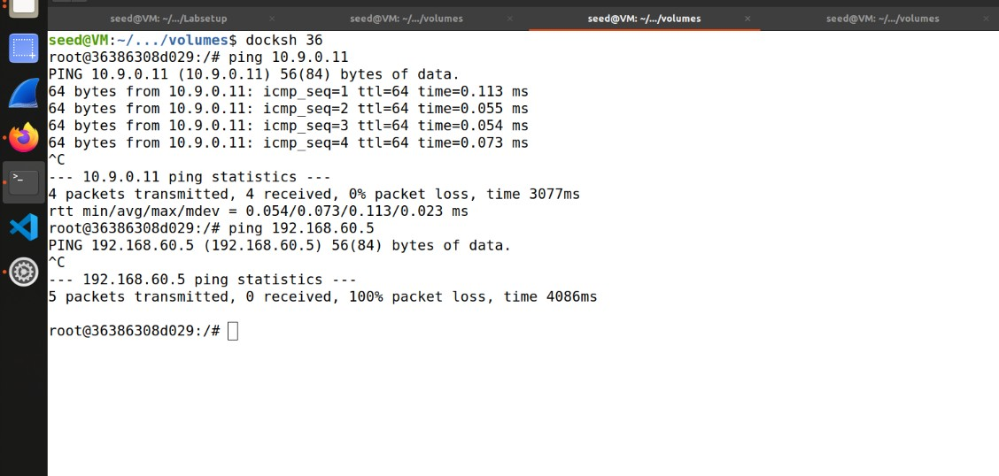 seed@VM: ~/.../Labsetup
seed@VM: ~/.../volumes
seed@VM: ~/.../volumes
seed@VM: ~/.../volumes
seed@VM:~/.../volumes$ docksh 36
root@36386308d029:/# ping 10.9.0.11
PING 10.9.0.11 (10.9.0.11) 56(84) bytes of data.
64 bytes from 10.9.0.11: icmp_seq=1 ttl=64 time=0.113 ms
64 bytes from 10.9.0.11: icmp_seq=2 ttl=64 time=0.055 ms
64 bytes from 10.9.0.11: icmp_seq=3 ttl=64 time=0.054 ms
64 bytes from 10.9.0.11: icmp_seq=4 ttl=64 time=0.073 ms
^C
--- 10.9.0.11 ping statistics ---
4 packets transmitted, 4 received, 0% packet loss, time 3077ms
rtt min/avg/max/mdev = 0.054/0.073/0.113/0.023 ms
root@36386308d029:/# ping 192.168.60.5
PING 192.168.60.5 (192.168.60.5) 56(84) bytes of data.
^C
--- 192.168.60.5 ping statistics ---
5 packets transmitted, 0 received, 100% packet loss, time 4086ms
root@36386308d029:/#